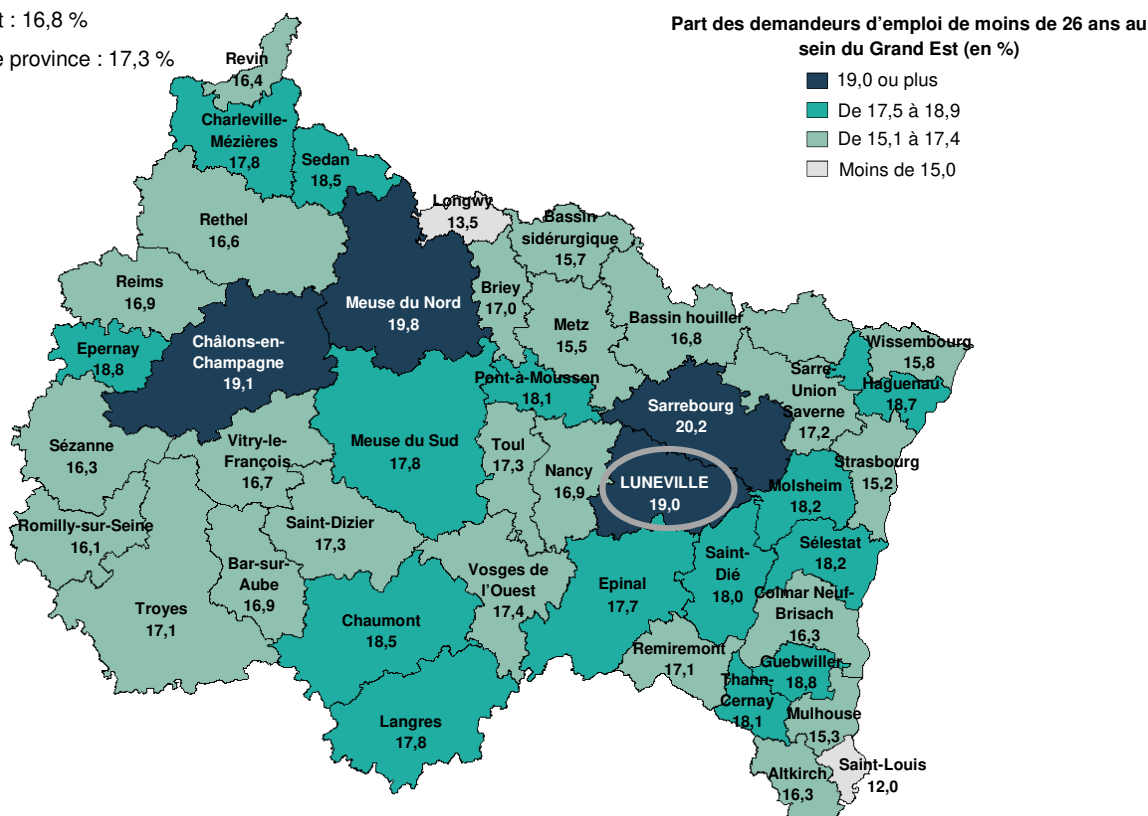 t : 16,8 %
e province : 17,3 %
Part des demandeurs d'emploi de moins de 26 ans au
sein du Grand Est (en %)
19,0 ou plus
De 17,5 à 18,9
De 15,1 à 17,4
Moins de 15,0
Revin
16,4
Charleville-
Mézières
17,8
Sedan
18,5
Longwy
13,5
Rethel
16,6
Bassin
sidérurgique
15,7
Reims
16,9
Briey
17,0
Meuse du Nord
19,8
Metz
15,5
Bassin houiller
16,8
Wissembourg
15,8
Epernay
18,8
Châlons-en-
Champagne
19,1
Pont-à-Mousson
18,1
Sarre-
Union
Saverne
17,2
Haguenau
18,7
Sarrebourg
20,2
Sézanne
16,3
Vitry-le-
François
16,7
Meuse du Sud
17,8
Toul
17,3
Nancy
16,9
LUNEVILLE
19,0
Strasbourg
15,2
Molsheim
18,2
Romilly-sur-Seine
16,1
Saint-Dizier
17,3
Sélestat
18,2
Bar-sur-
Aube
16,9
Vosges de
l'Ouest
17,4
Epinal
17,7
Saint-
Dié
18,0
Colmar Neuf-
Brisach
16,3
Troyes
17,1
Chaumont
18,5
Remiremont
17,1
Guebwiller
18,8
Thann-
Cernay
18,1
Mulhouse
15,3
Langres
17,8
Altkirch
16,3
Saint-Louis
12,0